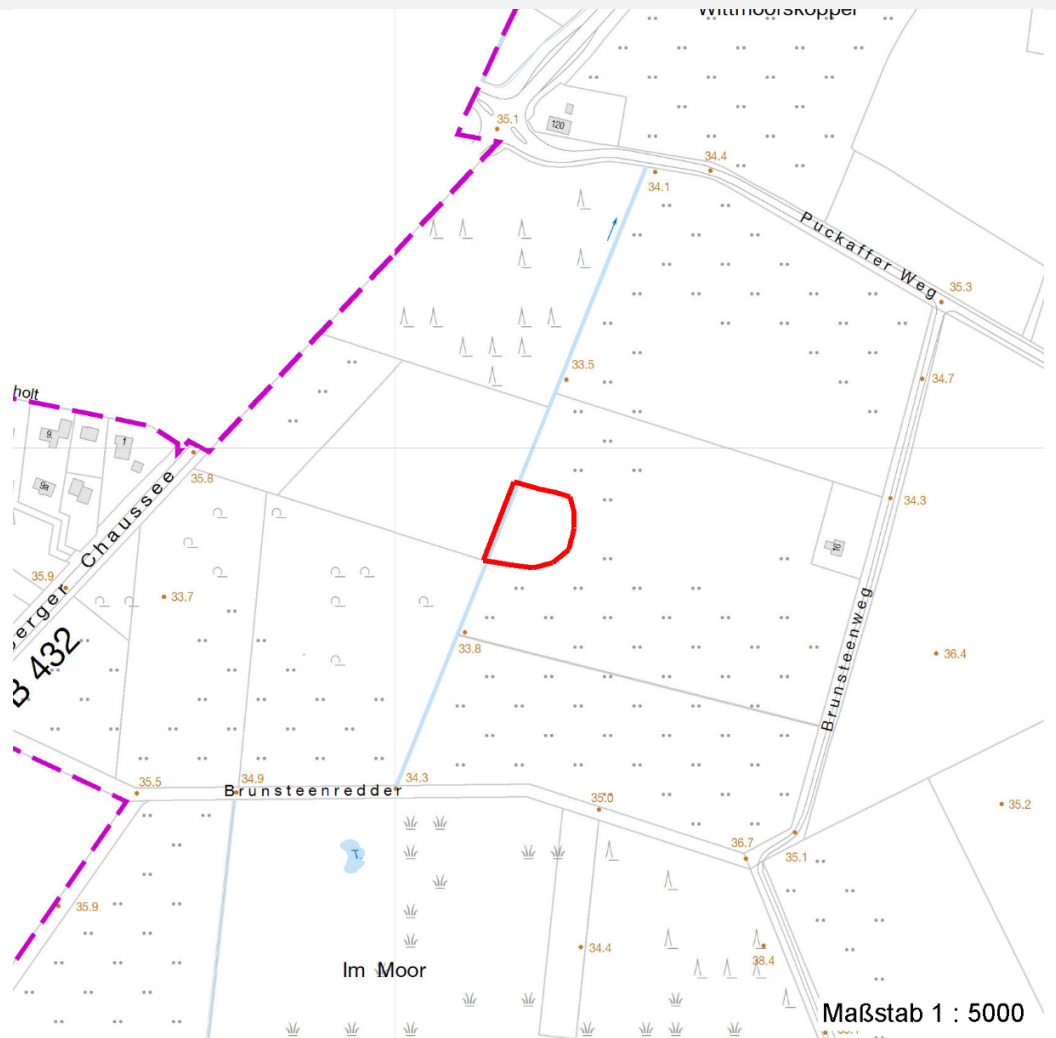 Wittmoorskoppel
35.1
120
34.4
34.1
Puckaffer Weg
35.3
33.5
34.7
holt
9
1
9a
35.8
34.3
16
35.9
33.7
erger Chaussee
B 432
33.8
36.4
Brunsteenweg
35.5
34.9
34.3
Brunsteenredder
35.0
35.2
36.7
35.1
T.
35.9
34.4
38.4
Im Moor
Maßstab 1 : 5000